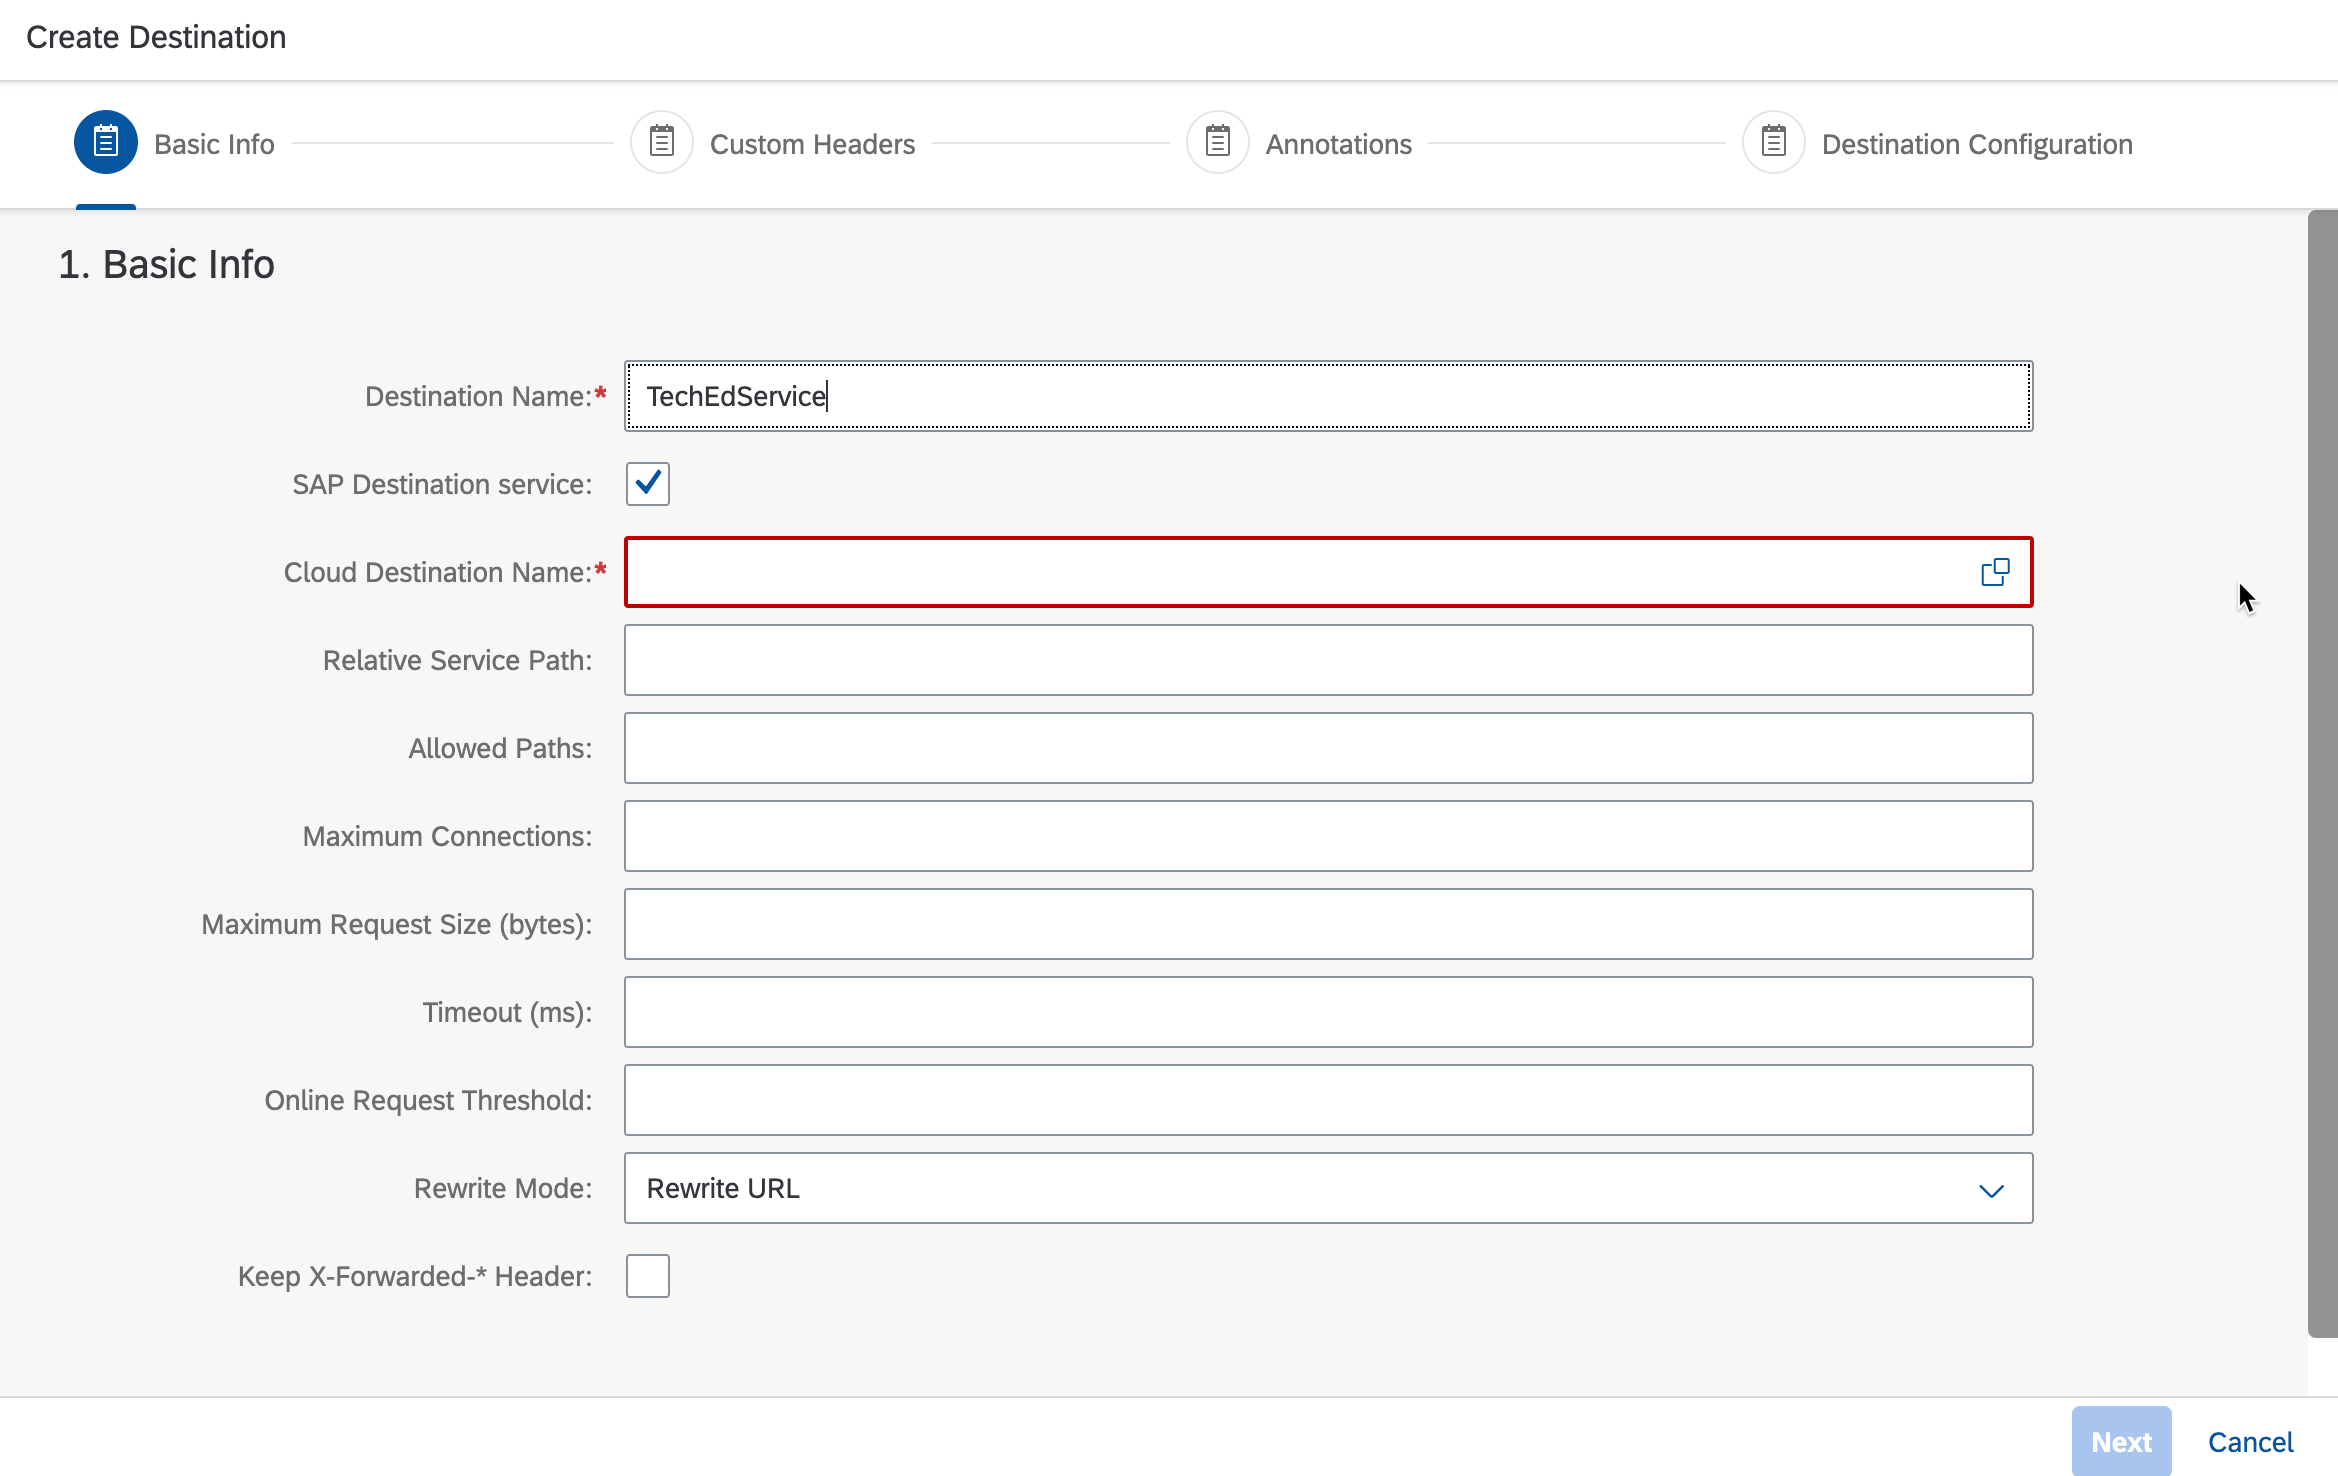 Create Destination
Basic Info
Custom Headers
Annotations
Destination Configuration
1. Basic Info
Destination Name:*
TechEdService
SAP Destination service:
Cloud Destination Name:*
Relative Service Path:
Allowed Paths:
Maximum Connections:
Maximum Request Size (bytes):
Timeout (ms):
Online Request Threshold:
Rewrite Mode:
Rewrite URL
Keep X-Forwarded-* Header:
Next
Cancel